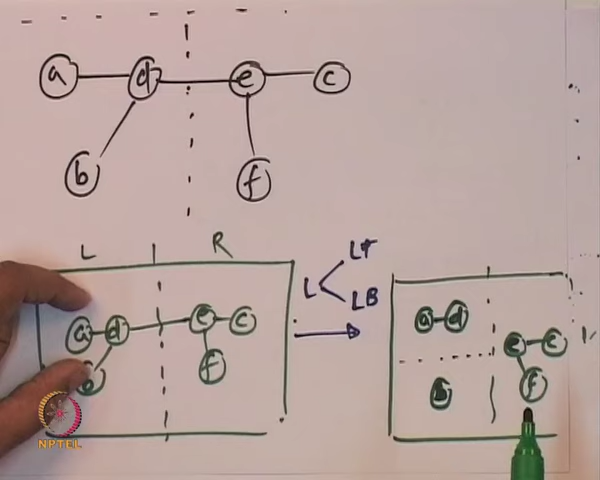 a d e c
b f
L R
a d e c
b f
L LT
LB
a d
e c
b f
NPTEL